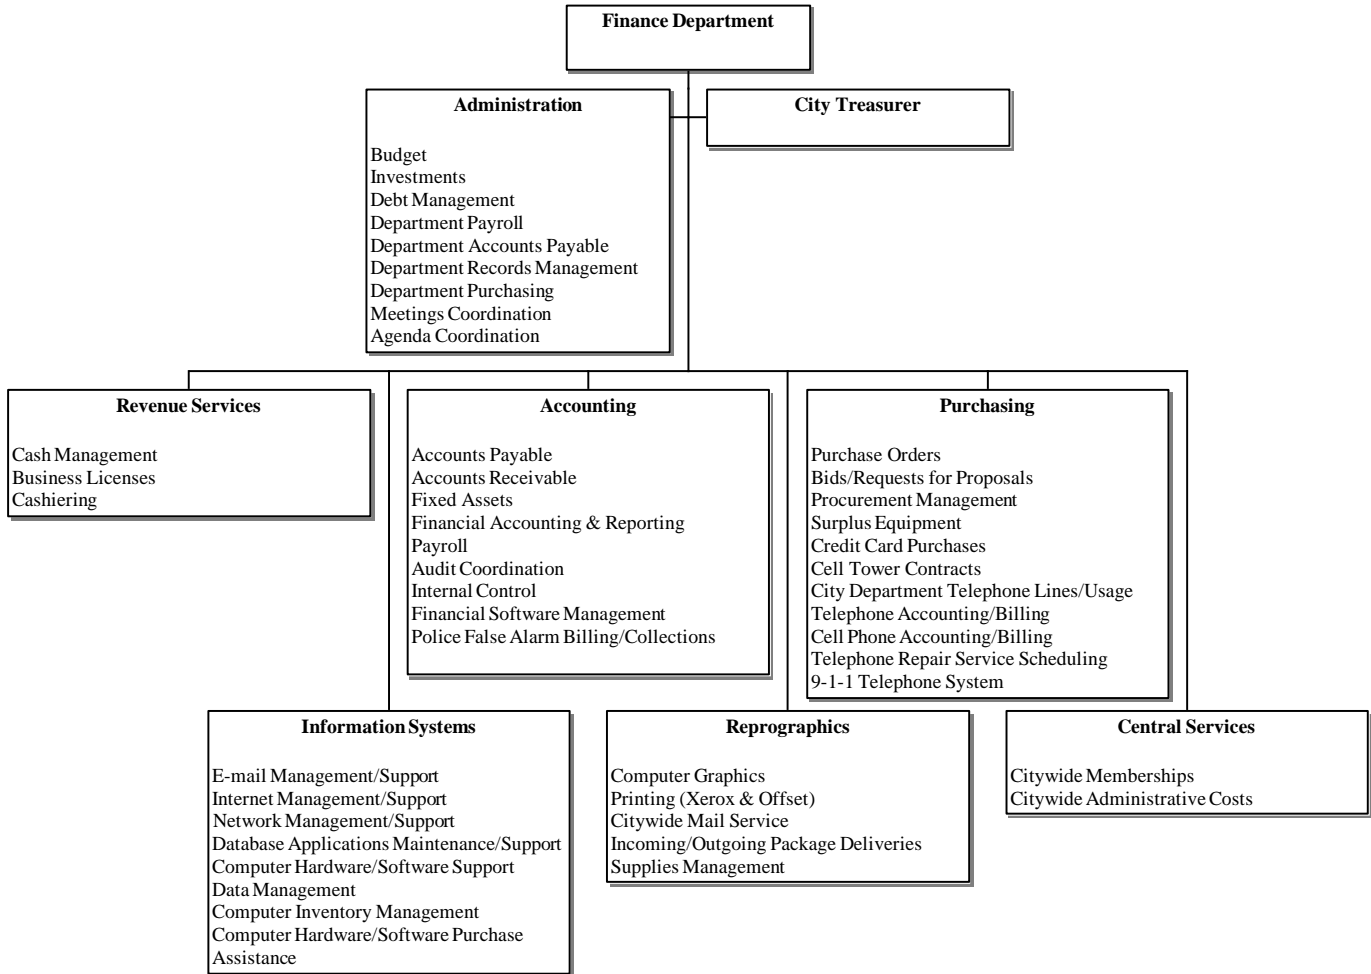 Finance Department
Administration
Budget
Investments
Debt Management
Department Payroll
Department Accounts Payable
Department Records Management
Department Purchasing
Meetings Coordination
Agenda Coordination
City Treasurer
Revenue Services
Cash Management
Business Licenses
Cashiering
Accounting
Accounts Payable
Accounts Receivable
Fixed Assets
Financial Accounting & Reporting
Payroll
Audit Coordination
Internal Control
Financial Software Management
Police False Alarm Billing/Collections
Purchasing
Purchase Orders
Bids/Requests for Proposals
Procurement Management
Surplus Equipment
Credit Card Purchases
Cell Tower Contracts
City Department Telephone Lines/Usage
Telephone Accounting/Billing
Cell Phone Accounting/Billing
Telephone Repair Service Scheduling
9-1-1 Telephone System
Information Systems
E-mail Management/Support
Internet Management/Support
Network Management/Support
Database Applications Maintenance/Support
Computer Hardware/Software Support
Data Management
Computer Inventory Management
Computer Hardware/Software Purchase
Assistance
Reprographics
Computer Graphics
Printing (Xerox & Offset)
Citywide Mail Service
Incoming/Outgoing Package Deliveries
Supplies Management
Central Services
Citywide Memberships
Citywide Administrative Costs